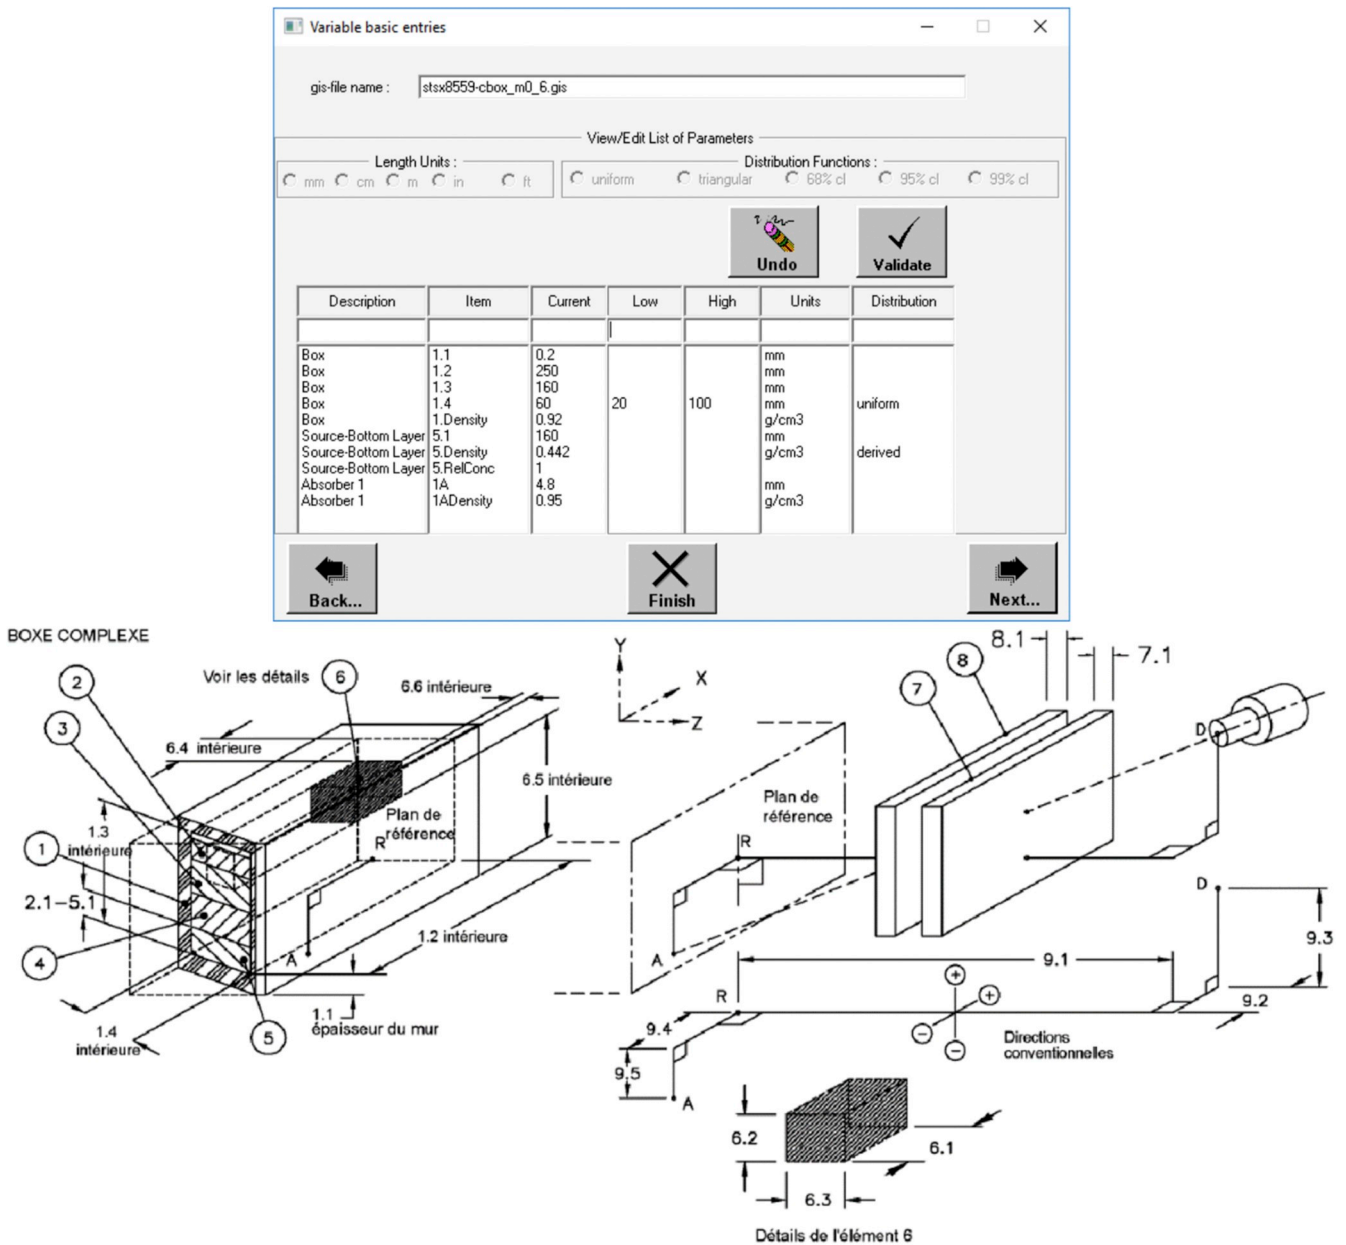 Variable basic entries
gis-file name : stsx8559-cbox_m0_6.gis
View/Edit List of Parameters
Length Units : Distribution Functions :
mm cm m in ft uniform triangular 68% cl 95% cl 99% cl
Undo Validate
Description Item Current Low High Units Distribution
Box 1.1 0.2 mm
Box 1.2 250 mm
Box 1.3 160 mm
Box 1.4 60 20 100 mm uniform
Box 1.Density 0.92 g/cm3
Source-Bottom Layer 5.1 160 mm
Source-Bottom Layer 5.Density 0.442 g/cm3 derived
Source-Bottom Layer 5.RelConc 1
Absorber 1 1A 4.8 mm
Absorber 1 1ADensity 0.95 g/cm3
Back... Finish Next...
BOXE COMPLEXE
2
3
1
4
5
Voir les détails
6
6.6 intérieure
6.4 intérieure
6.5 intérieure
Plan de
référence
R
1.3
intérieure
2.1-5.1
A
1.2 intérieure
1.1
épaisseur du mur
1.4
intérieure
Y
X
Z
8.1
7.1
8
7
D
Plan de
référence
R
A
D
9.1
9.3
R
9.2
9.4
9.5
A
+
+
−
−
Directions
conventionnelles
6.2
6.1
6.3
Détails de l'élément 6